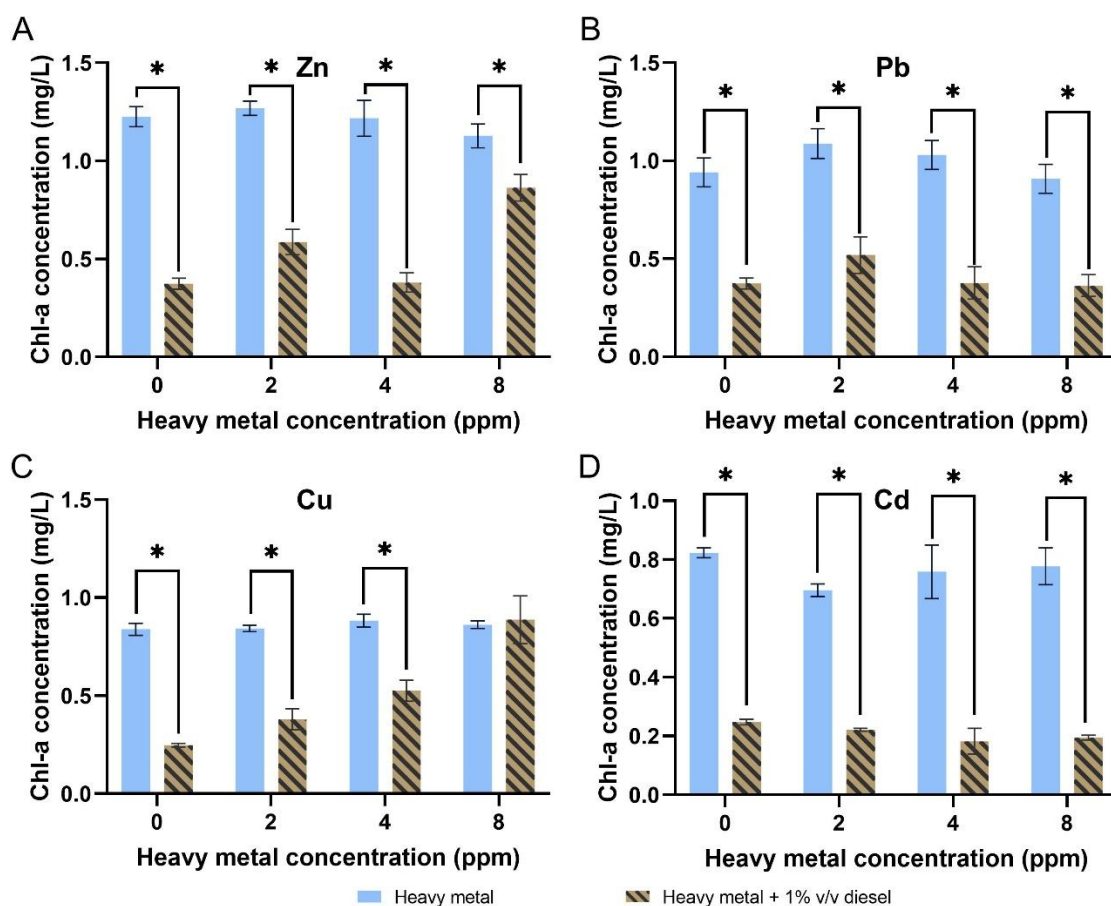 A
Zn
Chl-a concentration (mg/L)
1.5
1.0
0.5
0.0
* * * *
0 2 4 8
Heavy metal concentration (ppm)
B
Pb
Chl-a concentration (mg/L)
1.5
1.0
0.5
0.0
* * * *
0 2 4 8
Heavy metal concentration (ppm)
C
Cu
Chl-a concentration (mg/L)
1.5
1.0
0.5
0.0
* * *
0 2 4 8
Heavy metal concentration (ppm)
D
Cd
Chl-a concentration (mg/L)
1.0
0.8
0.6
0.4
0.2
0.0
* * * *
0 2 4 8
Heavy metal concentration (ppm)
Heavy metal
Heavy metal + 1% v/v diesel